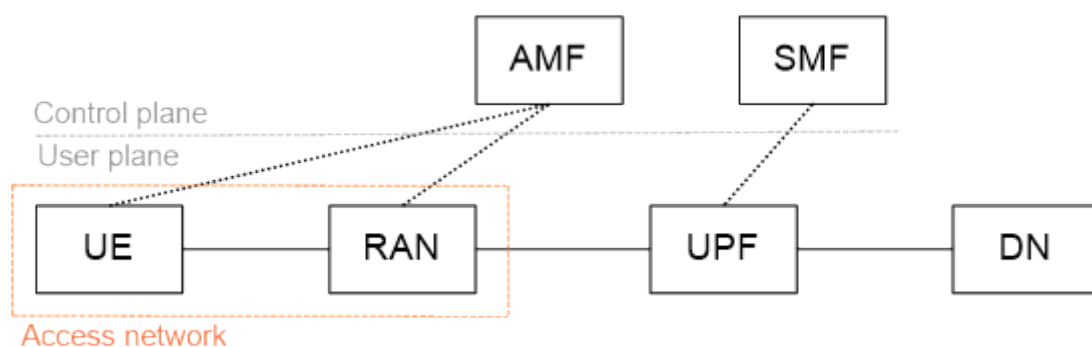 AMF
SMF
Control plane
User plane
UE
RAN
UPF
DN
Access network